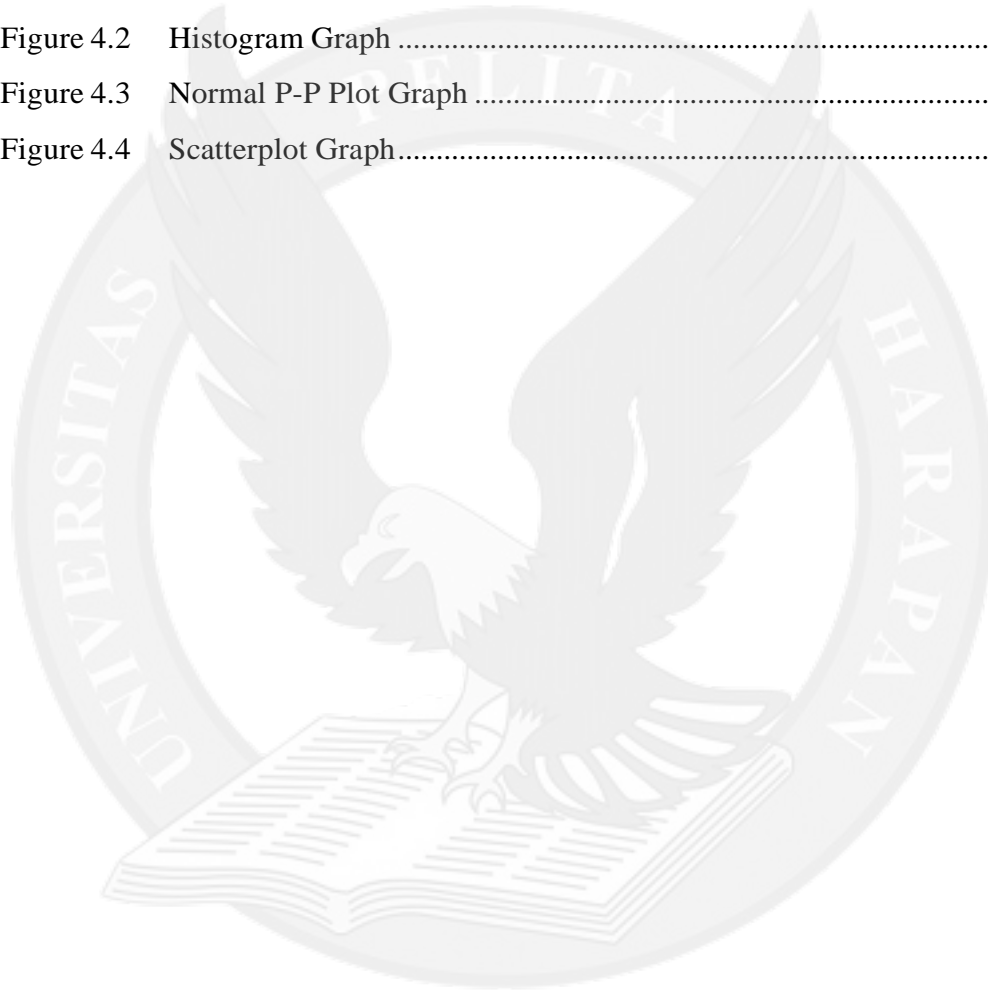 Figure 4.2 Histogram Graph ........................................................................................
Figure 4.3 Normal P-P Plot Graph ........................................................................................
Figure 4.4 Scatterplot Graph........................................................................................
UNIVERSITAS PELITA HARAPAN